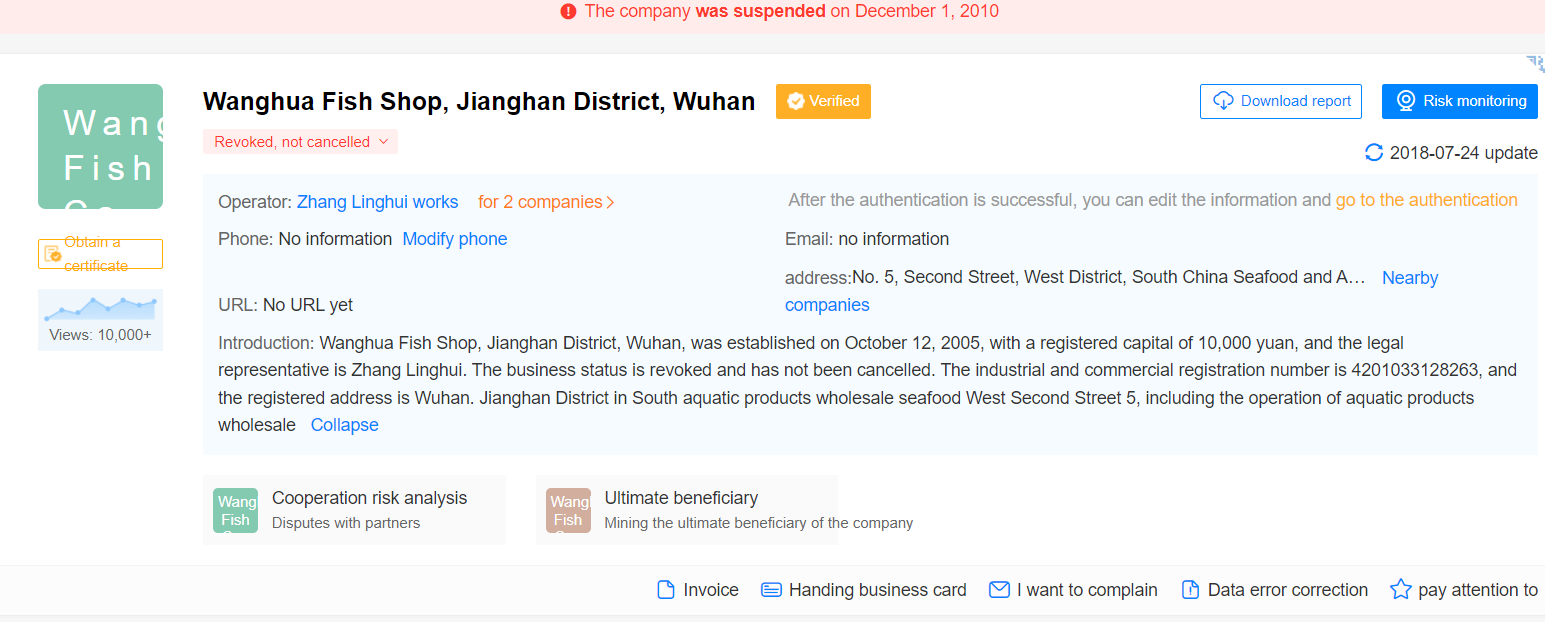 The company was suspended on December 1, 2010
Wang
Fish
Wanghua Fish Shop, Jianghan District, Wuhan
Verified
Download report
Risk monitoring
Revoked, not cancelled
2018-07-24 update
Operator: Zhang Linghui works for 2 companies >
After the authentication is successful, you can edit the information and go to the authentication
Phone: No information Modify phone
Email: no information
Obtain a
certificate
address:No. 5, Second Street, West District, South China Seafood and A… Nearby
companies
URL: No URL yet
Views: 10,000+
Introduction: Wanghua Fish Shop, Jianghan District, Wuhan, was established on October 12, 2005, with a registered capital of 10,000 yuan, and the legal
representative is Zhang Linghui. The business status is revoked and has not been cancelled. The industrial and commercial registration number is 4201033128263, and
the registered address is Wuhan. Jianghan District in South aquatic products wholesale seafood West Second Street 5, including the operation of aquatic products
wholesale Collapse
Wang
Fish
Cooperation risk analysis
Disputes with partners
Wang
Fish
Ultimate beneficiary
Mining the ultimate beneficiary of the company
Invoice
Handing business card
I want to complain
Data error correction
pay attention to